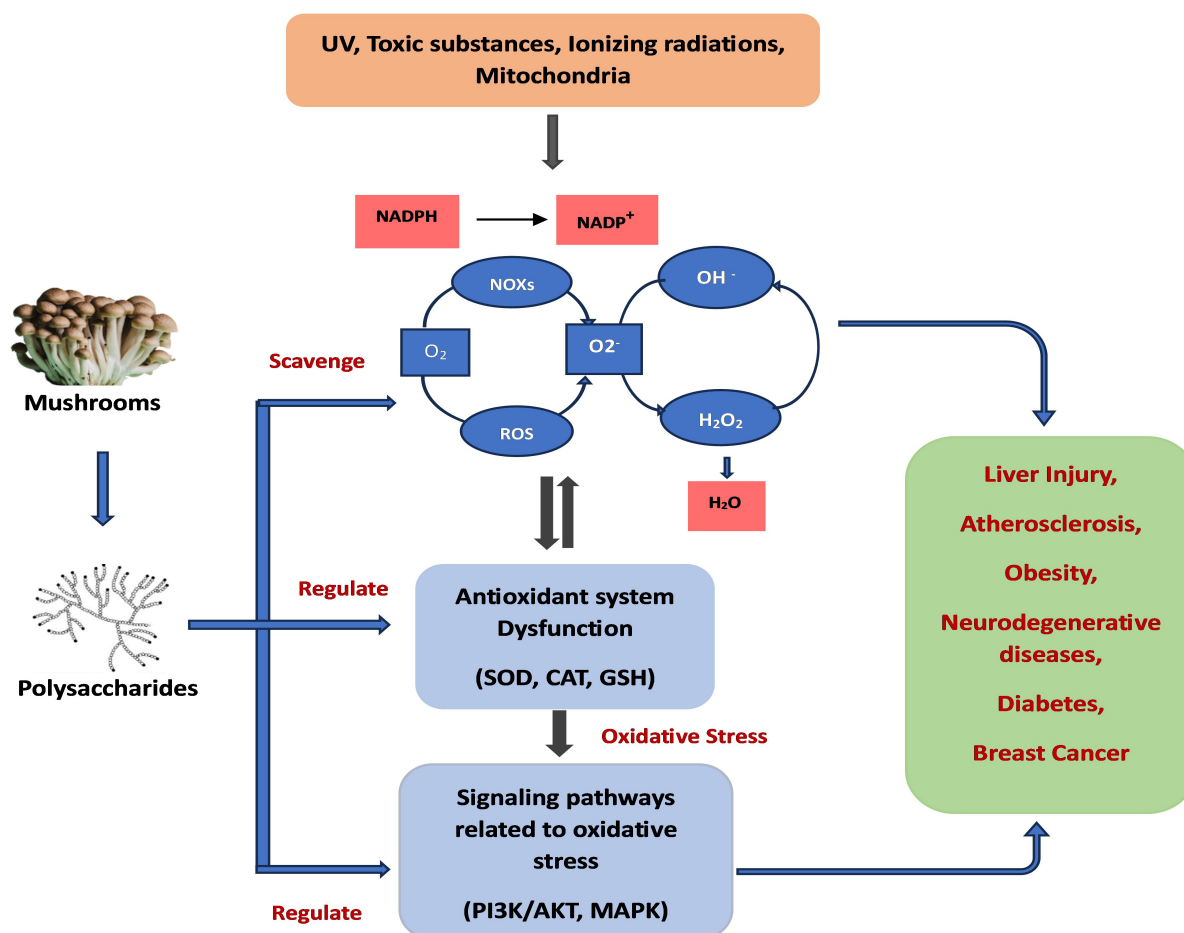 UV, Toxic substances, Ionizing radiations,
Mitochondria
NADPH
NADP⁺
NOXs
OH ⁻
O₂
O2⁻
ROS
H₂O₂
H₂O
Mushrooms
Polysaccharides
Scavenge
Regulate
Antioxidant system
Dysfunction
(SOD, CAT, GSH)
Oxidative Stress
Signaling pathways
related to oxidative
stress
(PI3K/AKT, MAPK)
Regulate
Liver Injury,
Atherosclerosis,
Obesity,
Neurodegenerative
diseases,
Diabetes,
Breast Cancer